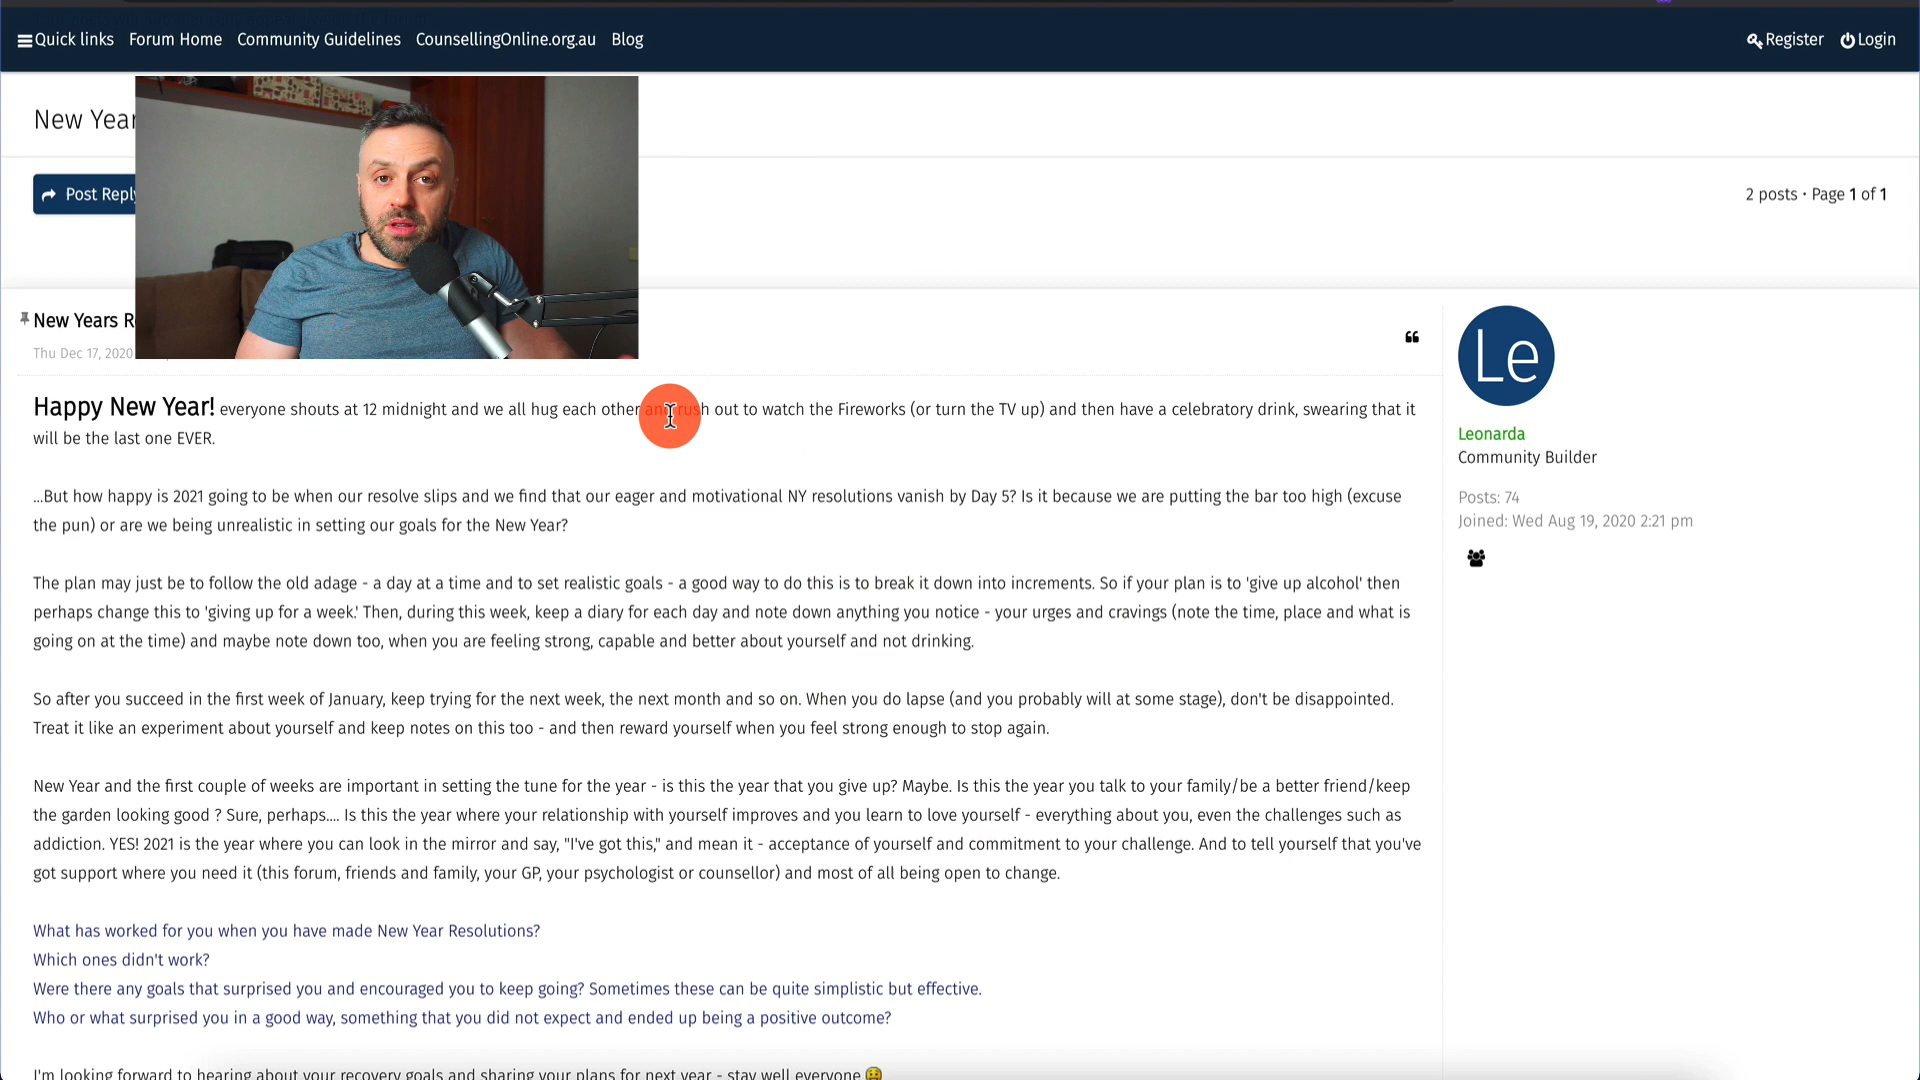 Quick links Forum Home Community Guidelines CounsellingOnline.org.au Blog Register Login
New Year
Post Reply
2 posts • Page 1 of 1
New Years R
Thu Dec 17, 2020
Le
Leonarda
Community Builder
Posts: 74
Joined: Wed Aug 19, 2020 2:21 pm
Happy New Year! everyone shouts at 12 midnight and we all hug each other and rush out to watch the Fireworks (or turn the TV up) and then have a celebratory drink, swearing that it
will be the last one EVER.
...But how happy is 2021 going to be when our resolve slips and we find that our eager and motivational NY resolutions vanish by Day 5? Is it because we are putting the bar too high (excuse
the pun) or are we being unrealistic in setting our goals for the New Year?
The plan may just be to follow the old adage - a day at a time and to set realistic goals - a good way to do this is to break it down into increments. So if your plan is to 'give up alcohol' then
perhaps change this to 'giving up for a week.' Then, during this week, keep a diary for each day and note down anything you notice - your urges and cravings (note the time, place and what is
going on at the time) and maybe note down too, when you are feeling strong, capable and better about yourself and not drinking.
So after you succeed in the first week of January, keep trying for the next week, the next month and so on. When you do lapse (and you probably will at some stage), don't be disappointed.
Treat it like an experiment about yourself and keep notes on this too - and then reward yourself when you feel strong enough to stop again.
New Year and the first couple of weeks are important in setting the tune for the year - is this the year that you give up? Maybe. Is this the year you talk to your family/be a better friend/keep
the garden looking good ? Sure, perhaps.... Is this the year where your relationship with yourself improves and you learn to love yourself - everything about you, even the challenges such as
addiction. YES! 2021 is the year where you can look in the mirror and say, "I've got this," and mean it - acceptance of yourself and commitment to your challenge. And to tell yourself that you've
got support where you need it (this forum, friends and family, your GP, your psychologist or counsellor) and most of all being open to change.
What has worked for you when you have made New Year Resolutions?
Which ones didn't work?
Were there any goals that surprised you and encouraged you to keep going? Sometimes these can be quite simplistic but effective.
Who or what surprised you in a good way, something that you did not expect and ended up being a positive outcome?
I'm looking forward to hearing about your recovery goals and sharing your plans for next year - stay well everyone